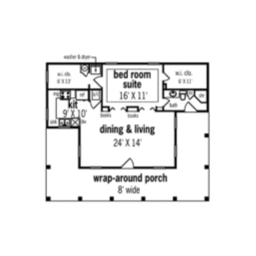 washer & dryer
w.i. clo.
6' X 13'
bed room
suite
16' X 11'
w.i. clo.
6' X 11'
ref.
kit
9' X 10'
bath
books
books
dining & living
24' X 14'
wrap-around porch
8' wide